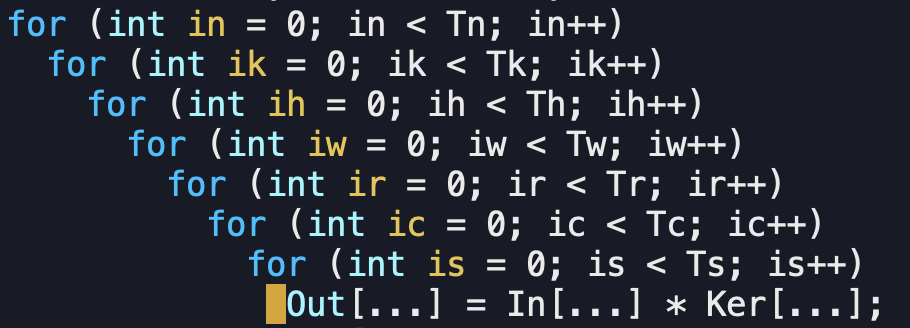 for (int in = 0; in < Tn; in++)
for (int ik = 0; ik < Tk; ik++)
for (int ih = 0; ih < Th; ih++)
for (int iw = 0; iw < Tw; iw++)
for (int ir = 0; ir < Tr; ir++)
for (int ic = 0; ic < Tc; ic++)
for (int is = 0; is < Ts; is++)
Out[...] = In[...] * Ker[...];